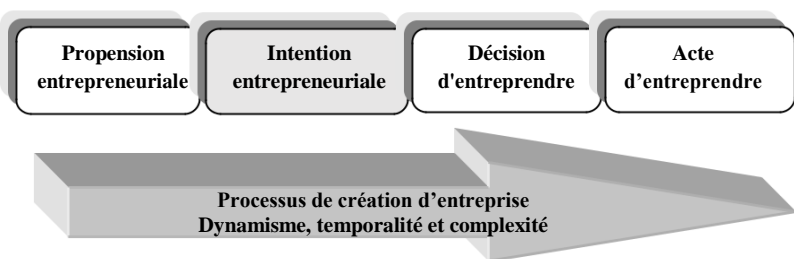 Propension
entrepreneuriale
Intention
entrepreneuriale
Décision
d'entreprendre
Acte
d’entreprendre
Processus de création d’entreprise
Dynamisme, temporalité et complexité